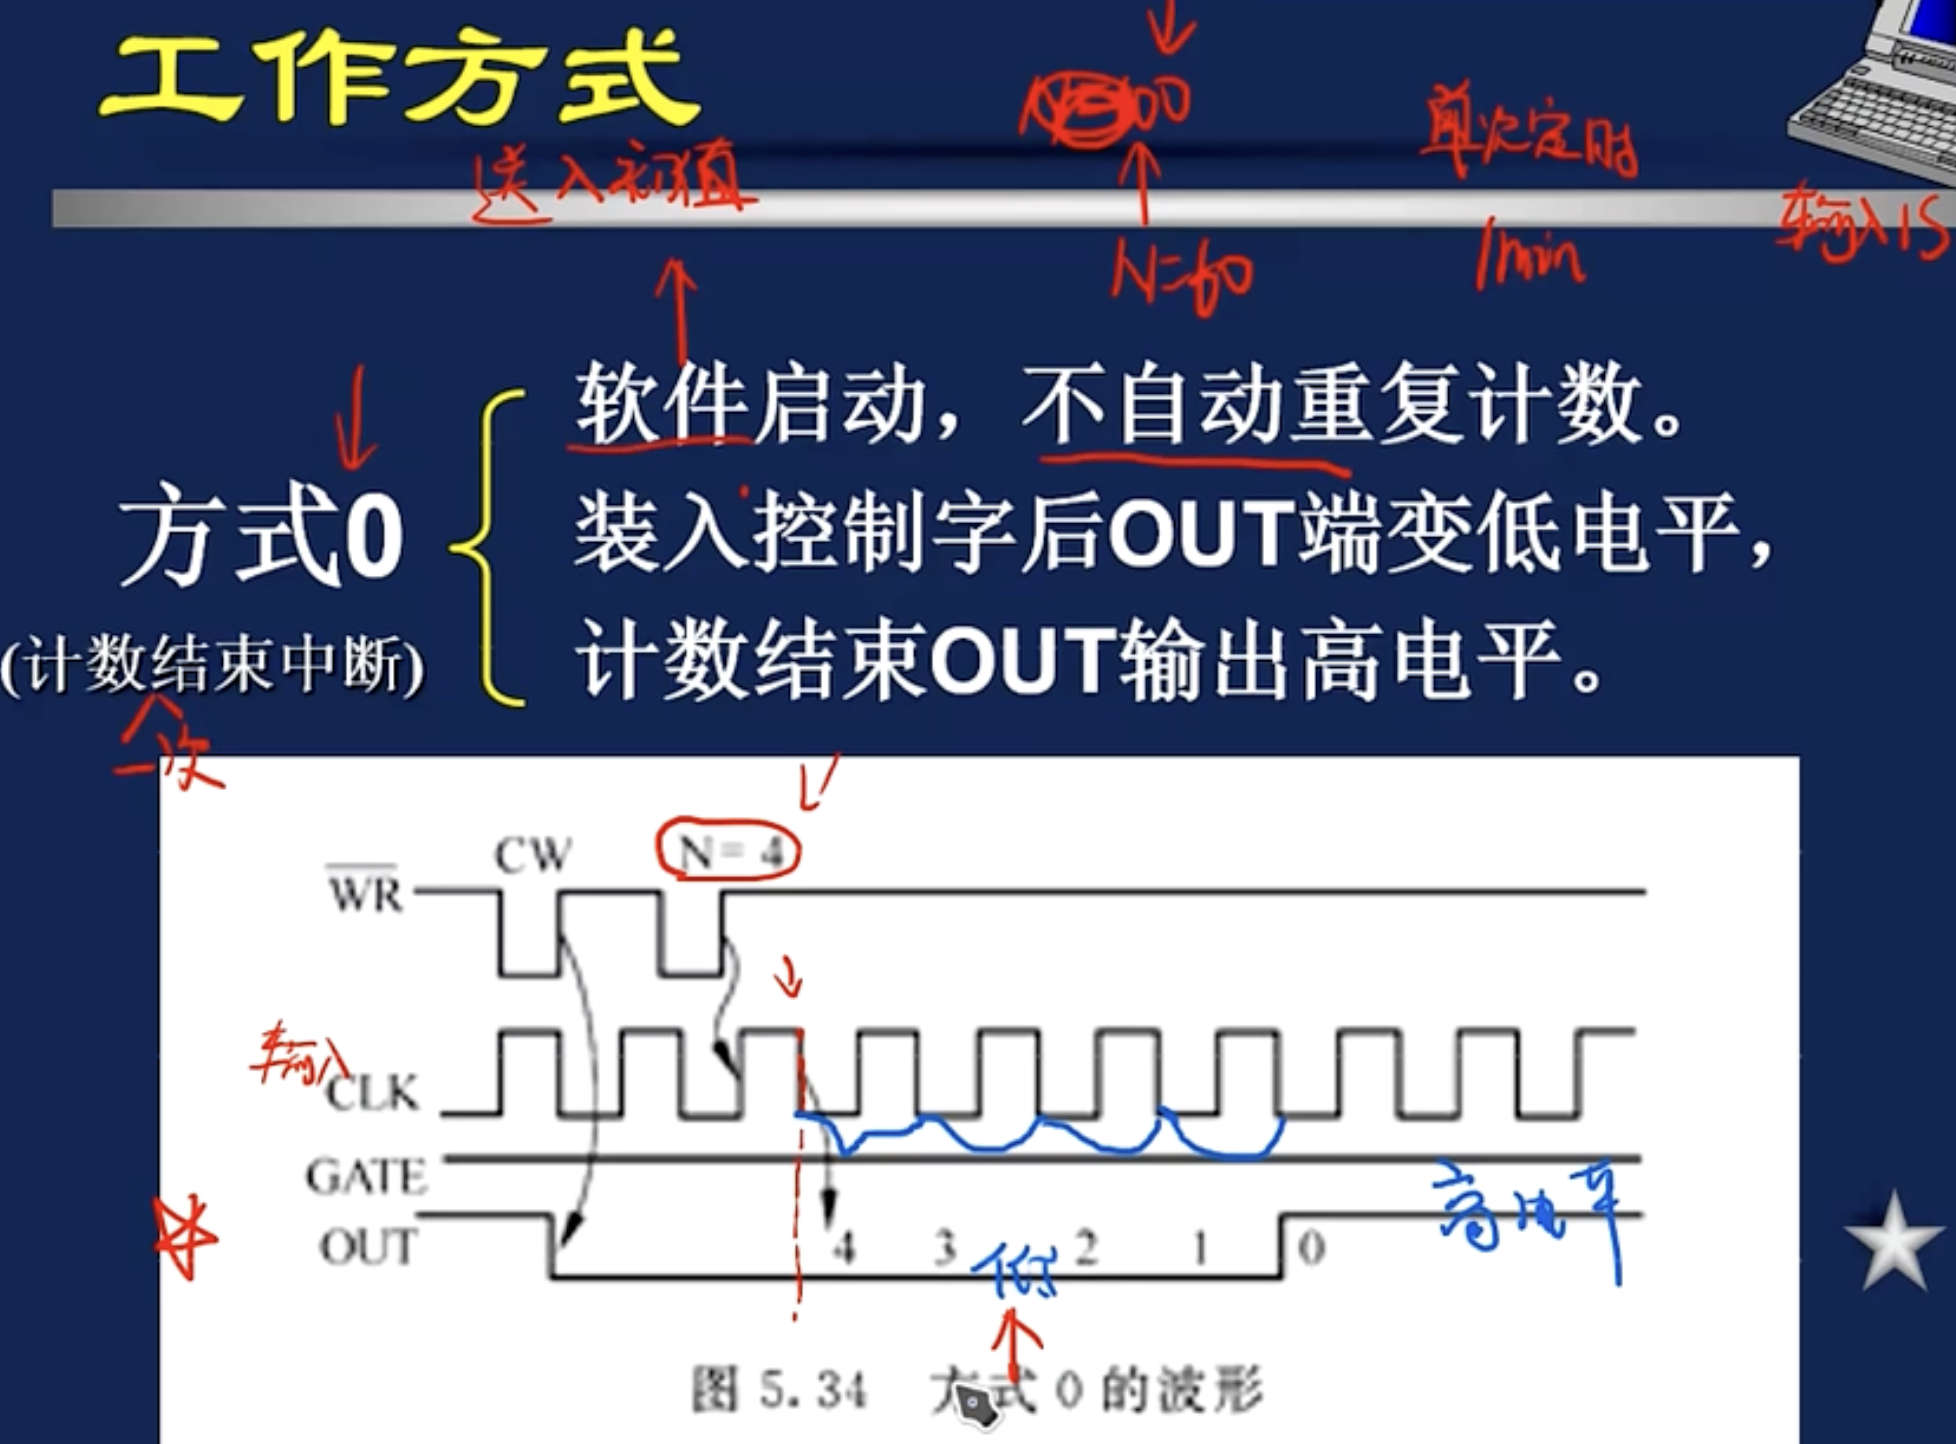 工作方式
00
单次定时
送入初值
输入1S
N=60
1min
软件启动，不自动重复计数。
方式0
装入控制字后OUT端变低电平，
(计数结束中断)
计数结束OUT输出高电平。
一次
CW
N=4
WR
输入
CLK
GATE
高电平
OUT
4 3 2 1 0
低
图 5.34 方式 0 的波形